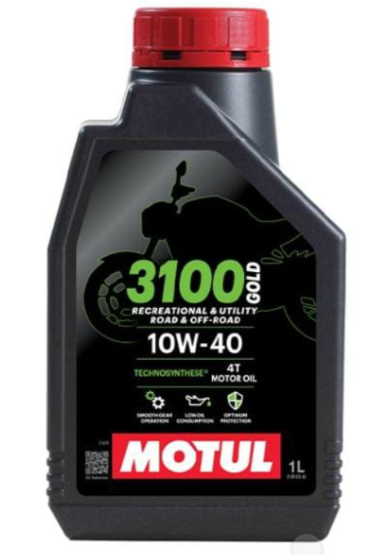 3100 GOLD
RECREATIONAL & UTILITY
ROAD & OFF-ROAD
10W-40
TECHNOSYNTHESE®
4T
MOTOR OIL
SMOOTH GEAR
OPERATION
LOW OIL
CONSUMPTION
OPTIMUM
PROTECTION
MOTUL
1L